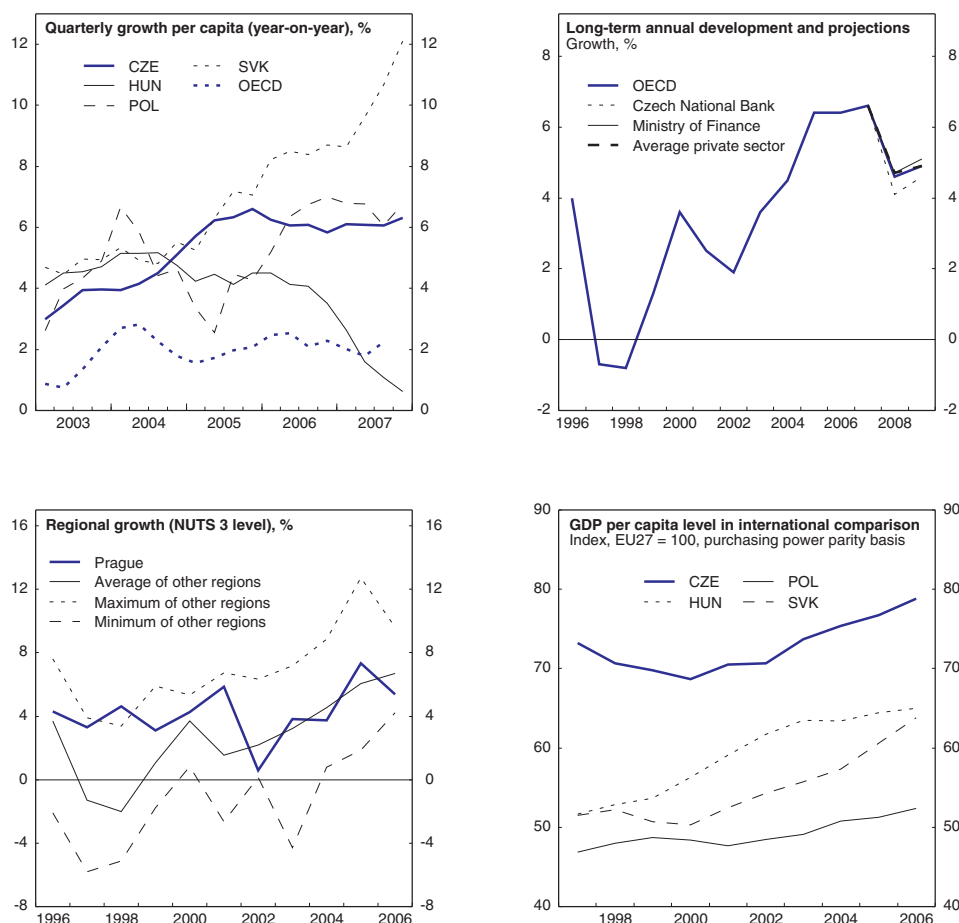 Quarterly growth per capita (year-on-year), %
CZE
HUN
POL
SVK
OECD
12 12
10 10
8 8
6 6
4 4
2 2
0 0
2003 2004 2005 2006 2007
Long-term annual development and projections
Growth, %
OECD
Czech National Bank
Ministry of Finance
Average private sector
8 8
6 6
4 4
2 2
0 0
-2 -2
1996 1998 2000 2002 2004 2006 2008
Regional growth (NUTS 3 level), %
Prague
Average of other regions
Maximum of other regions
Minimum of other regions
16 16
12 12
8 8
4 4
0 0
-4 -4
-8 -8
1996 1998 2000 2002 2004 2006
GDP per capita level in international comparison
Index, EU27 = 100, purchasing power parity basis
CZE
HUN
POL
SVK
90 90
80 80
70 70
60 60
50 50
40 40
1998 2000 2002 2004 2006